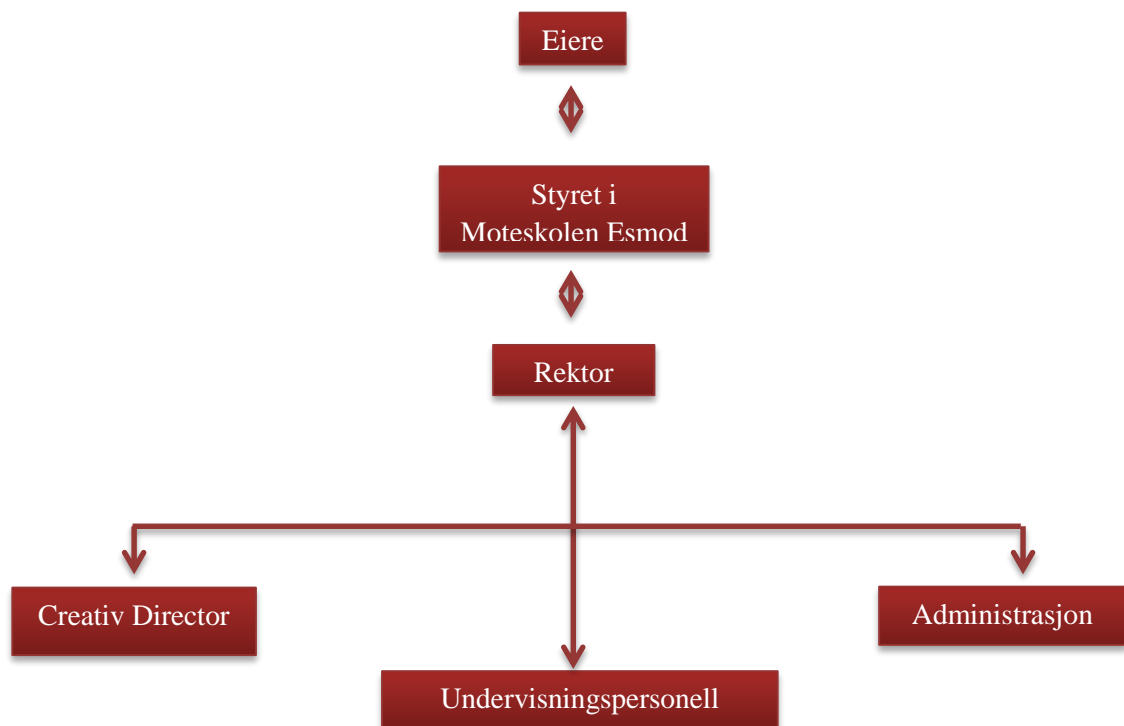 Eiere
Styret i
Moteskolen Esmod
Rektor
Creativ Director
Administrasjon
Undervisningspersonell